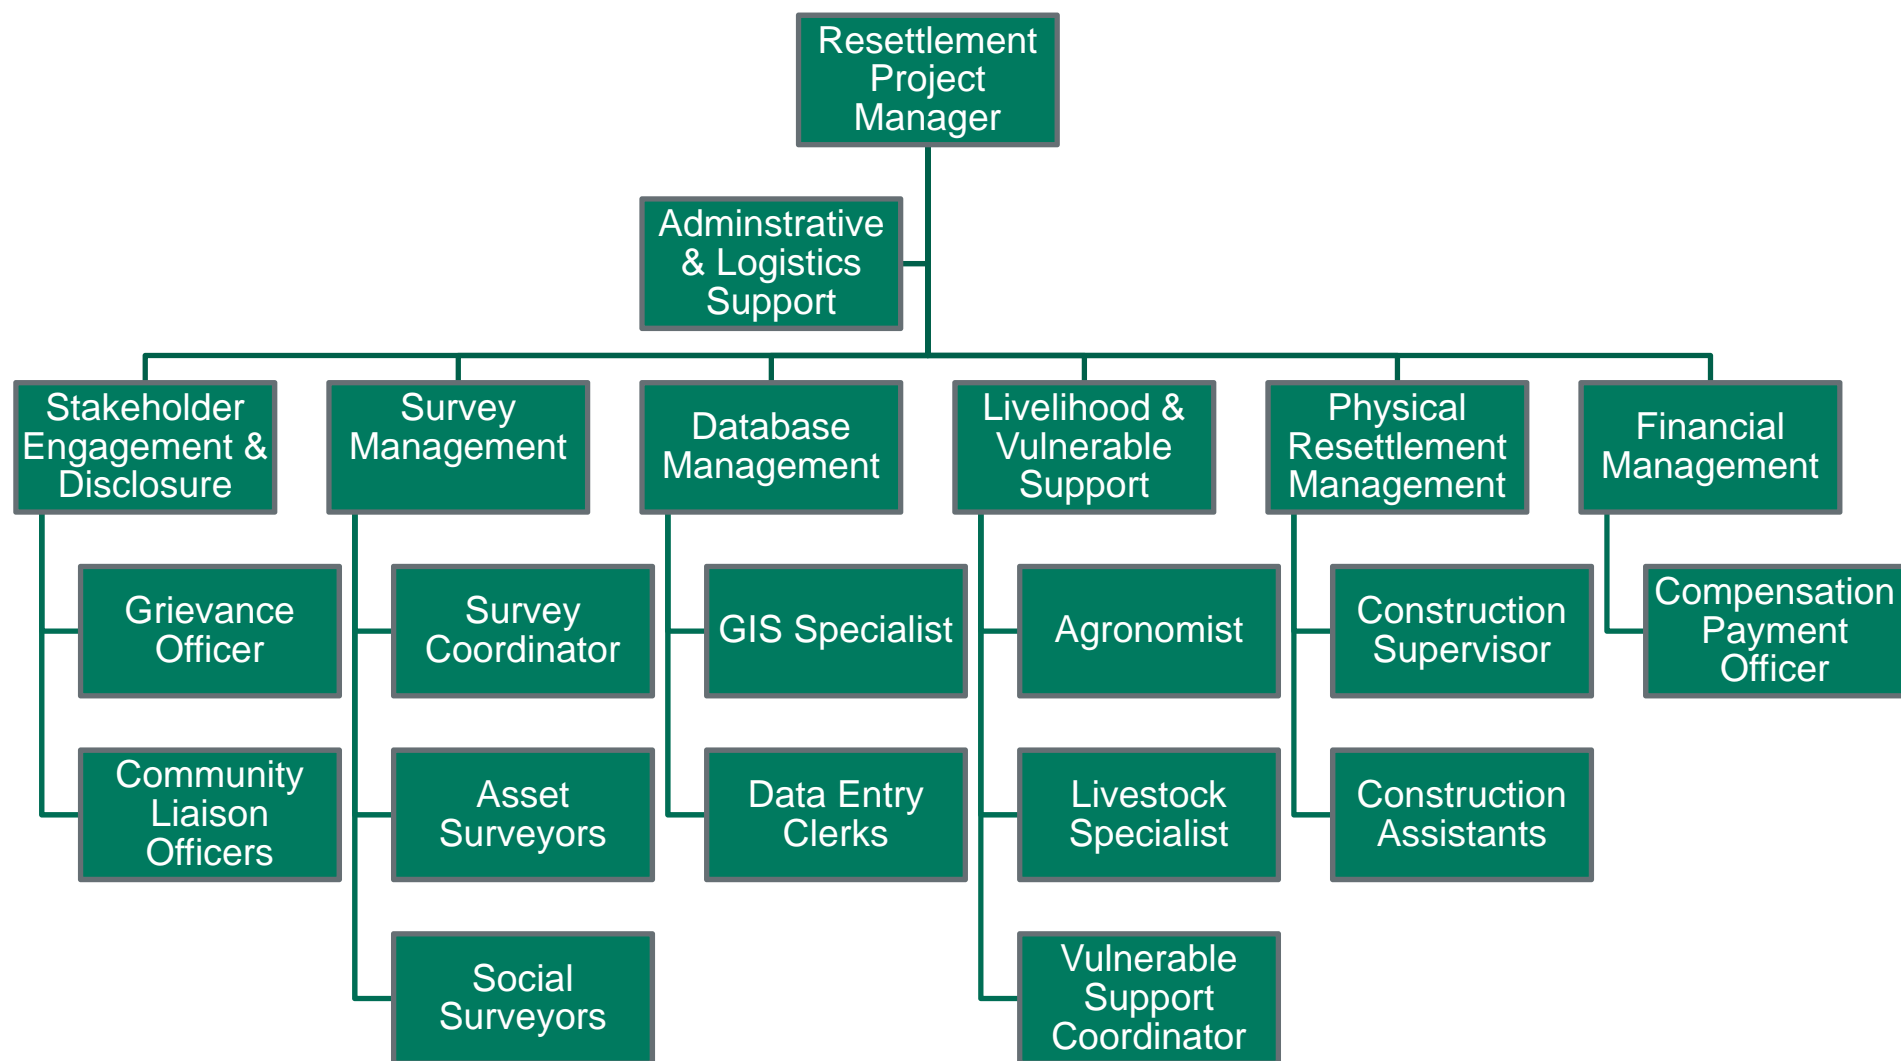 Resettlement
Project
Manager
Adminstrative
& Logistics
Support
Stakeholder
Engagement &
Disclosure
Survey
Management
Database
Management
Livelihood &
Vulnerable
Support
Physical
Resettlement
Management
Financial
Management
Grievance
Officer
Survey
Coordinator
GIS Specialist
Agronomist
Construction
Supervisor
Compensation
Payment
Officer
Community
Liaison
Officers
Asset
Surveyors
Data Entry
Clerks
Livestock
Specialist
Construction
Assistants
Social
Surveyors
Vulnerable
Support
Coordinator